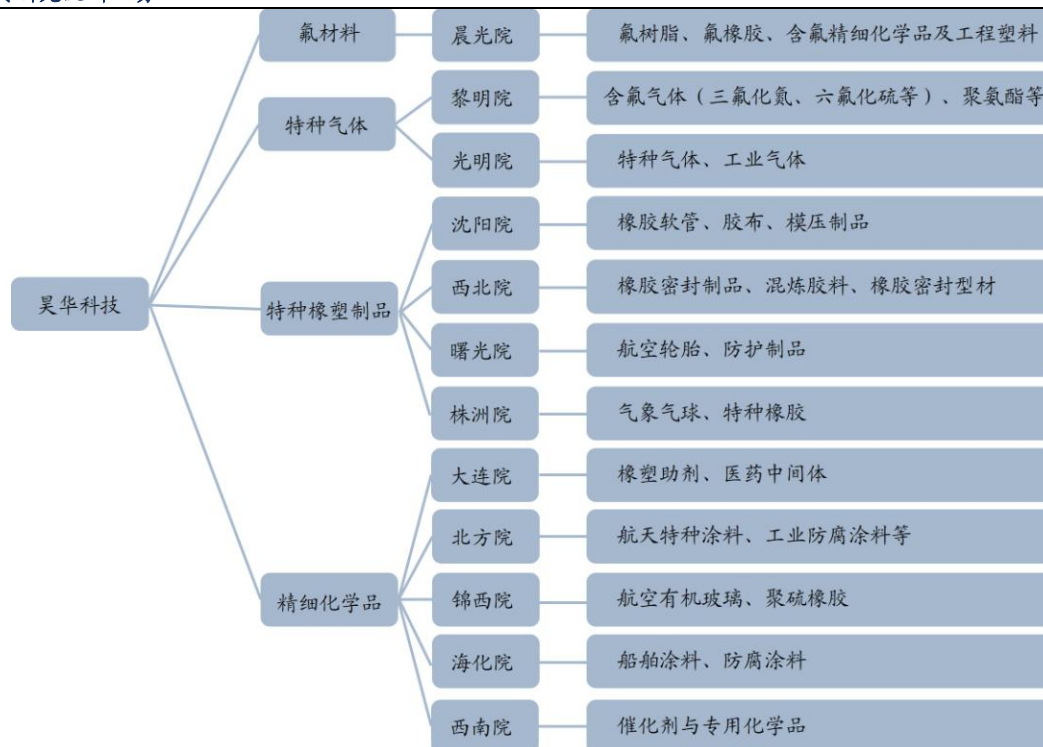 氟材料
晨光院
氟树脂、氟橡胶、含氟精细化学品及工程塑料
特种气体
黎明院
含氟气体（三氟化氮、六氟化硫等）、聚氨酯等
光明院
特种气体、工业气体
昊华科技
特种橡塑制品
沈阳院
橡胶软管、胶布、模压制品
西北院
橡胶密封制品、混炼胶料、橡胶密封型材
曙光院
航空轮胎、防护制品
株洲院
气象气球、特种橡胶
精细化学品
大连院
橡塑助剂、医药中间体
北方院
航天特种涂料、工业防腐涂料等
锦西院
航空有机玻璃、聚硫橡胶
海化院
船舶涂料、防腐涂料
西南院
催化剂与专用化学品